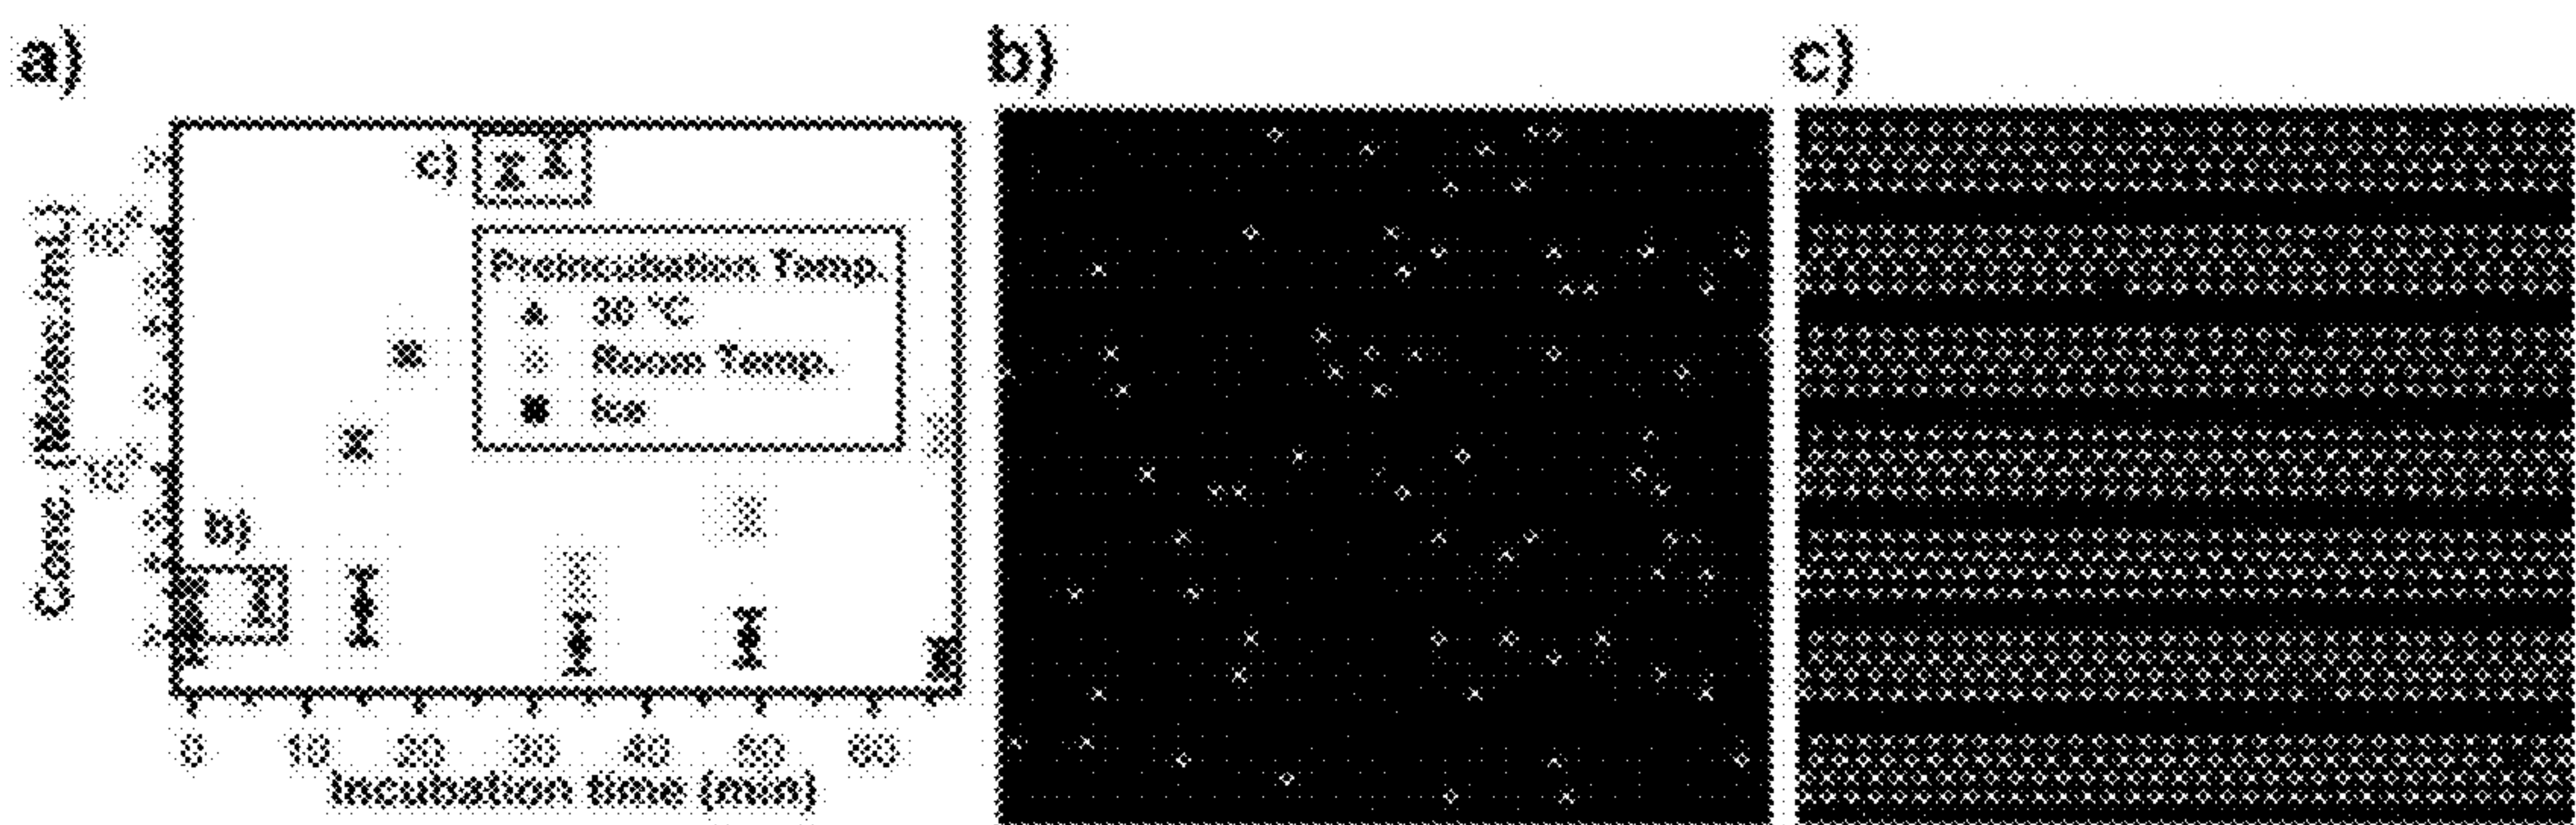 a)
b)
c)
c)
Preincubation Temp.
30 °C
Room Temp.
Ice
b)
0 10 20 30 40 50 60
Incubation time (min)